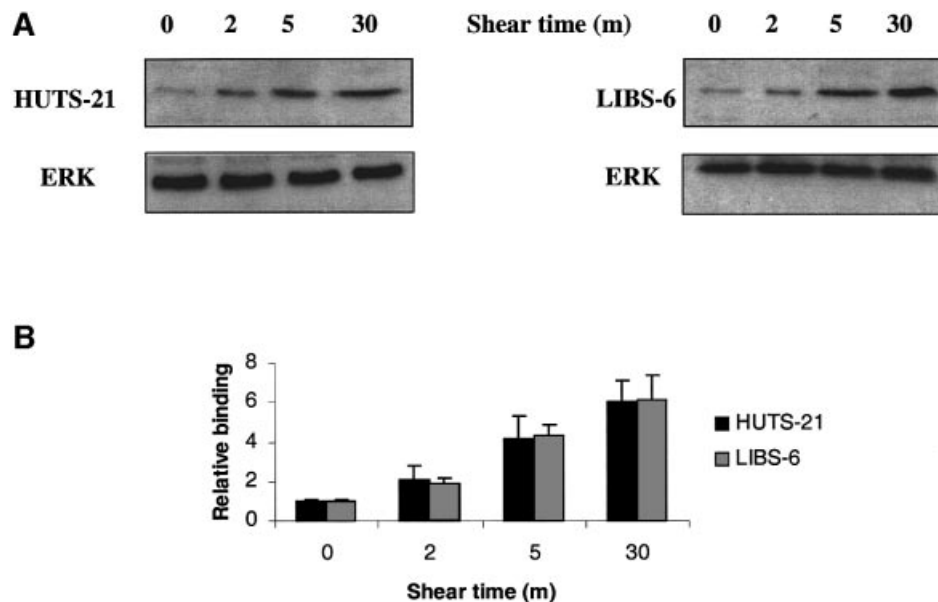 A
0 2 5 30 Shear time (m) 0 2 5 30
HUTS-21 LIBS-6
ERK ERK
B
Relative binding
8
6
4
2
0
0 2 5 30
Shear time (m)
HUTS-21
LIBS-6